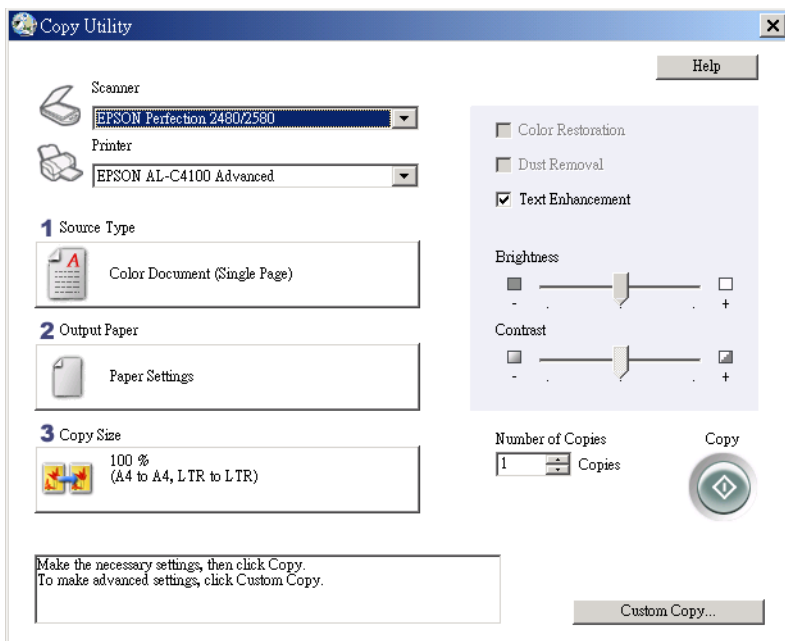 Copy Utility
Help
Scanner
EPSON Perfection 2480/2580
Printer
EPSON AL-C4100 Advanced
Color Restoration
Dust Removal
Text Enhancement
1 Source Type
A
Color Document (Single Page)
Brightness
- +
2 Output Paper
Paper Settings
Contrast
- +
3 Copy Size
100 %
(A4 to A4, LTR to LTR)
Number of Copies
1 Copies
Copy
Make the necessary settings, then click Copy.
To make advanced settings, click Custom Copy.
Custom Copy...